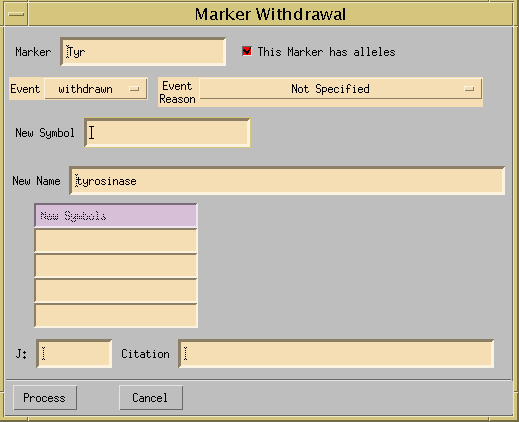 Marker Withdrawal
Marker Tyr This Marker has alleles
Event withdrawn Event Reason Not Specified
New Symbol
New Name tyrosinase
New Symbols
J: Citation
Process Cancel